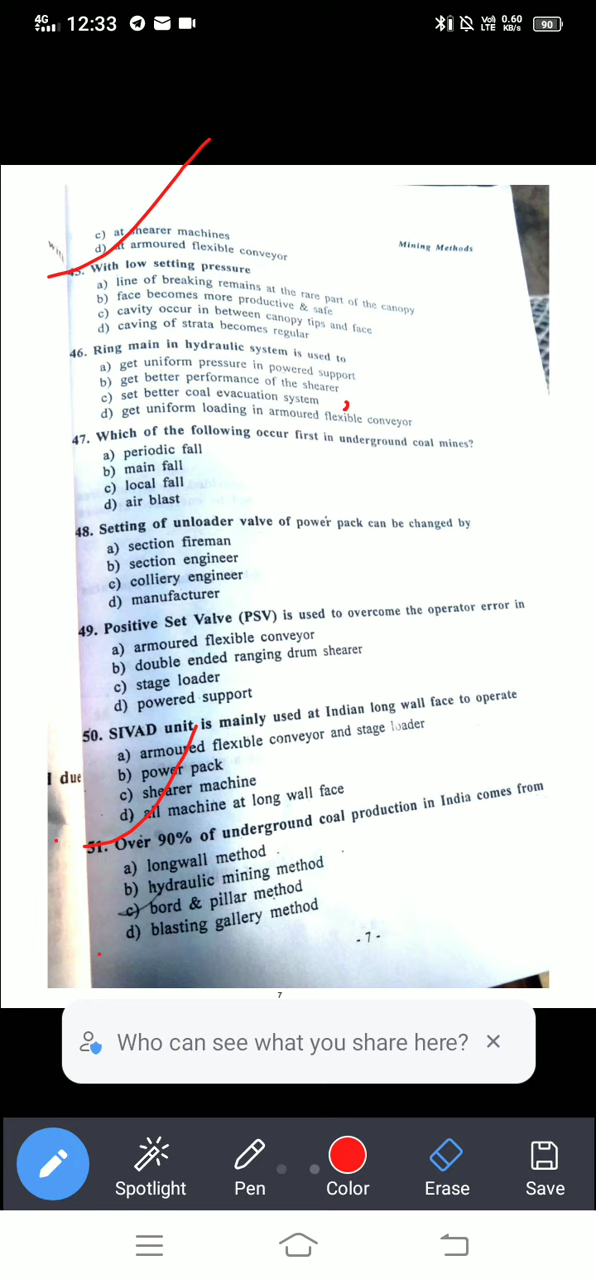 4G 12:33 Vol) LTE 0.60 KB/s 90
c) at shearer machines
d) at armoured flexible conveyor
Mining Methods
45. With low setting pressure
a) line of breaking remains at the rare part of the canopy
b) face becomes more productive & safe
c) cavity occur in between canopy tips and face
d) caving of strata becomes regular
46. Ring main in hydraulic system is used to
a) get uniform pressure in powered support
b) get better performance of the shearer
c) set better coal evacuation system
d) get uniform loading in armoured flexible conveyor
47. Which of the following occur first in underground coal mines?
a) periodic fall
b) main fall
c) local fall
d) air blast
48. Setting of unloader valve of power pack can be changed by
a) section fireman
b) section engineer
c) colliery engineer
d) manufacturer
49. Positive Set Valve (PSV) is used to overcome the operator error in
a) armoured flexible conveyor
b) double ended ranging drum shearer
c) stage loader
d) powered support
50. SIVAD unit is mainly used at Indian long wall face to operate
a) armoured flexible conveyor and stage loader
due
b) power pack
c) shearer machine
d) all machine at long wall face
51. Over 90% of underground coal production in India comes from
a) longwall method
b) hydraulic mining method
c) bord & pillar method
d) blasting gallery method
- 7 -
7
Who can see what you share here?
Spotlight Pen Color Erase Save